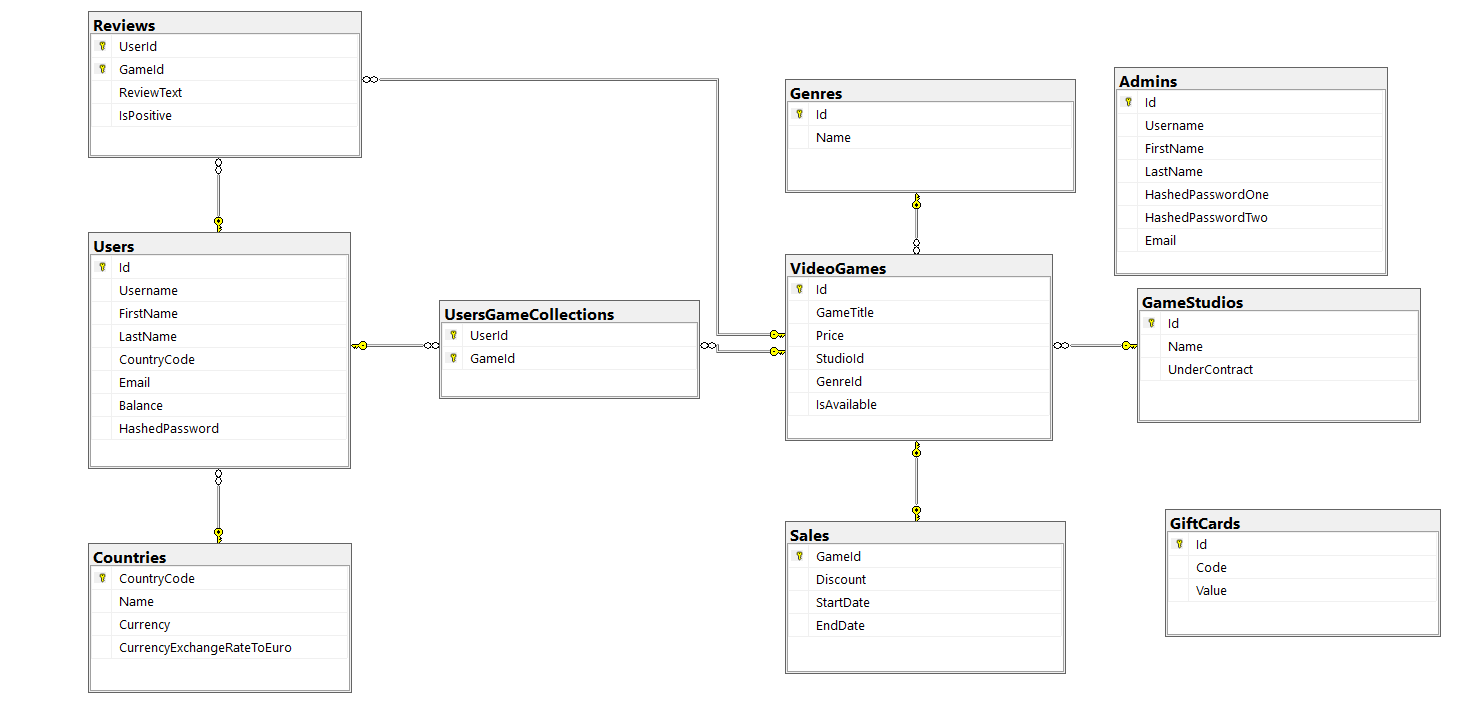 Reviews
UserId
GameId
ReviewText
IsPositive
Users
Id
Username
FirstName
LastName
CountryCode
Email
Balance
HashedPassword
Countries
CountryCode
Name
Currency
CurrencyExchangeRateToEuro
UsersGameCollections
UserId
GameId
Genres
Id
Name
VideoGames
Id
GameTitle
Price
StudioId
GenreId
IsAvailable
Sales
GameId
Discount
StartDate
EndDate
Admins
Id
Username
FirstName
LastName
HashedPasswordOne
HashedPasswordTwo
Email
GameStudios
Id
Name
UnderContract
GiftCards
Id
Code
Value